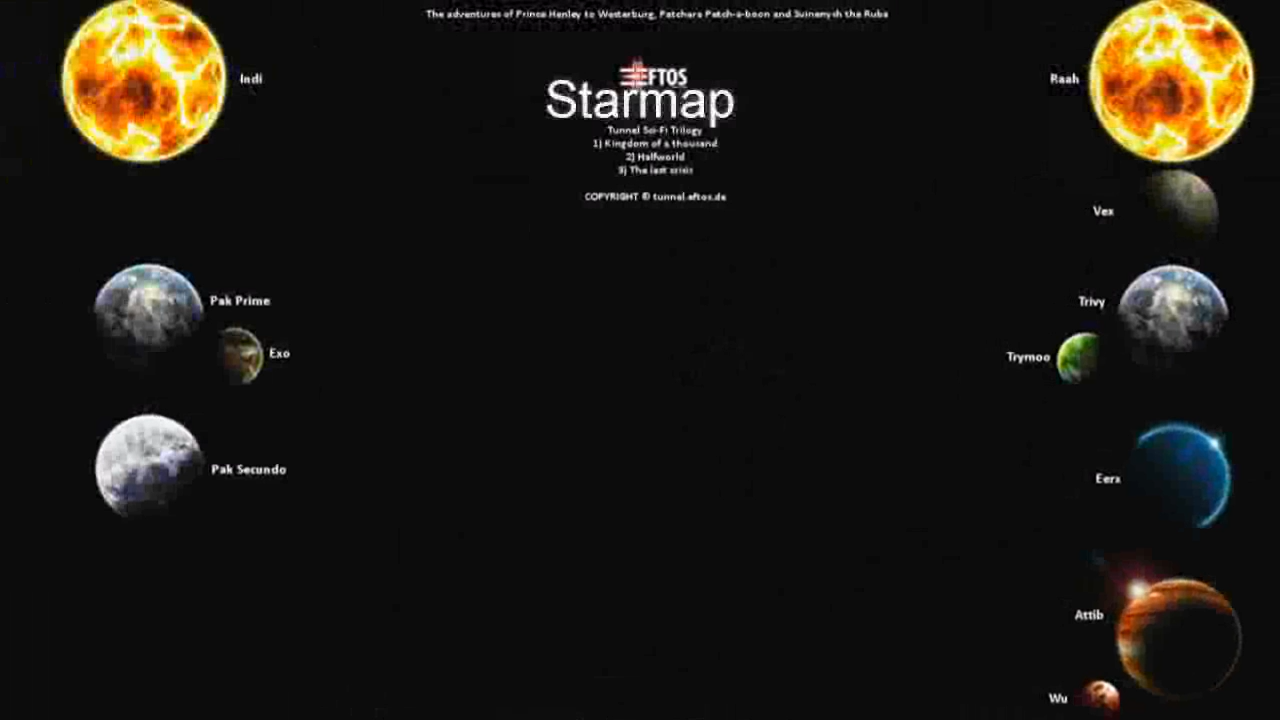 The adventures of Prince Henley to Westerburg, Patchara Patch-a-boon and Suinenych the Ruba
Indi
EFTOS
Raah
Starmap
Tunnel Sci-Fi Trilogy
1) Kingdom of a thousand
2) Halfworld
3) The last crisis
COPYRIGHT © tunnel.eftos.de
Vex
Pak Prime
Trivy
Exo
Trymoo
Pak Secundo
Eera
Attib
Wu